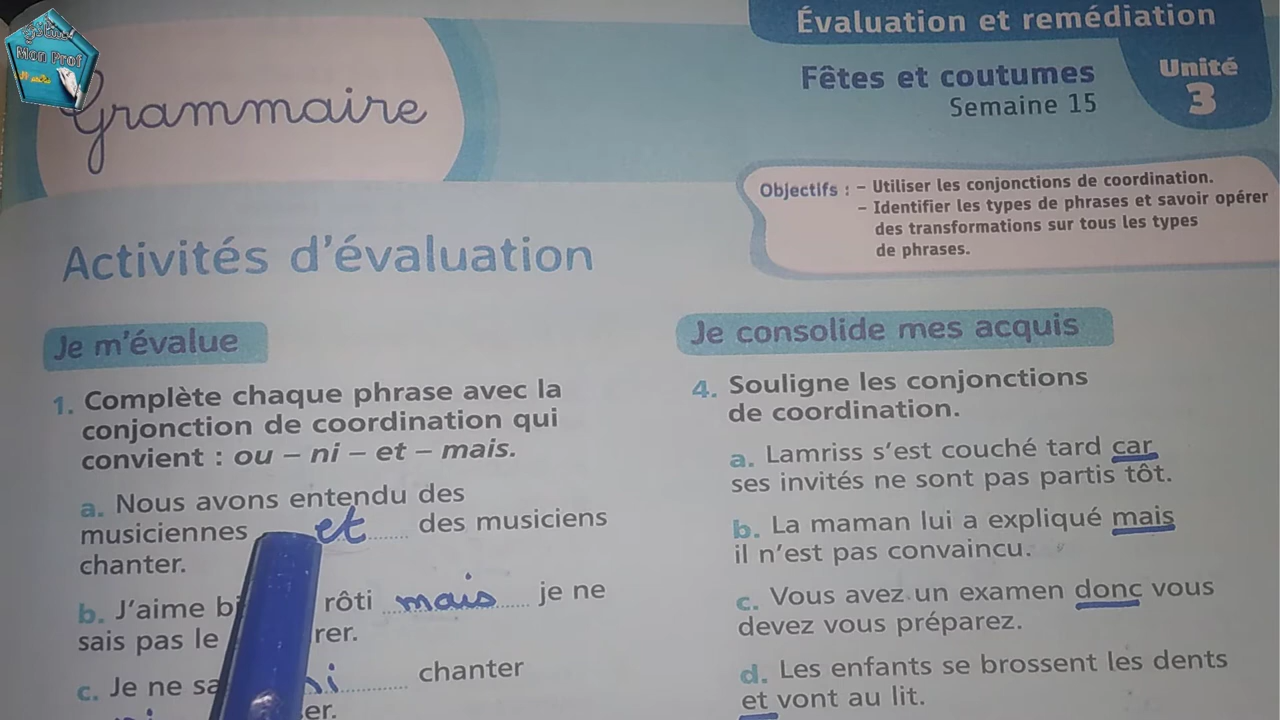 Mon Prof
Grammaire
Évaluation et remédiation
Fêtes et coutumes
Semaine 15
Unité
3
Objectifs : – Utiliser les conjonctions de coordination.
– Identifier les types de phrases et savoir opérer
des transformations sur tous les types
de phrases.
Activités d'évaluation
Je m'évalue
1. Complète chaque phrase avec la
conjonction de coordination qui
convient : ou – ni – et – mais.
a. Nous avons entendu des
musiciennes et des musiciens
chanter.
b. J'aime rôti mais je ne
sais pas le
c. Je ne ni chanter
ni
Je consolide mes acquis
4. Souligne les conjonctions
de coordination.
a. Lamriss s'est couché tard car
ses invités ne sont pas partis tôt.
b. La maman lui a expliqué mais
il n'est pas convaincu.
c. Vous avez un examen donc vous
devez vous préparez.
d. Les enfants se brossent les dents
et vont au lit.